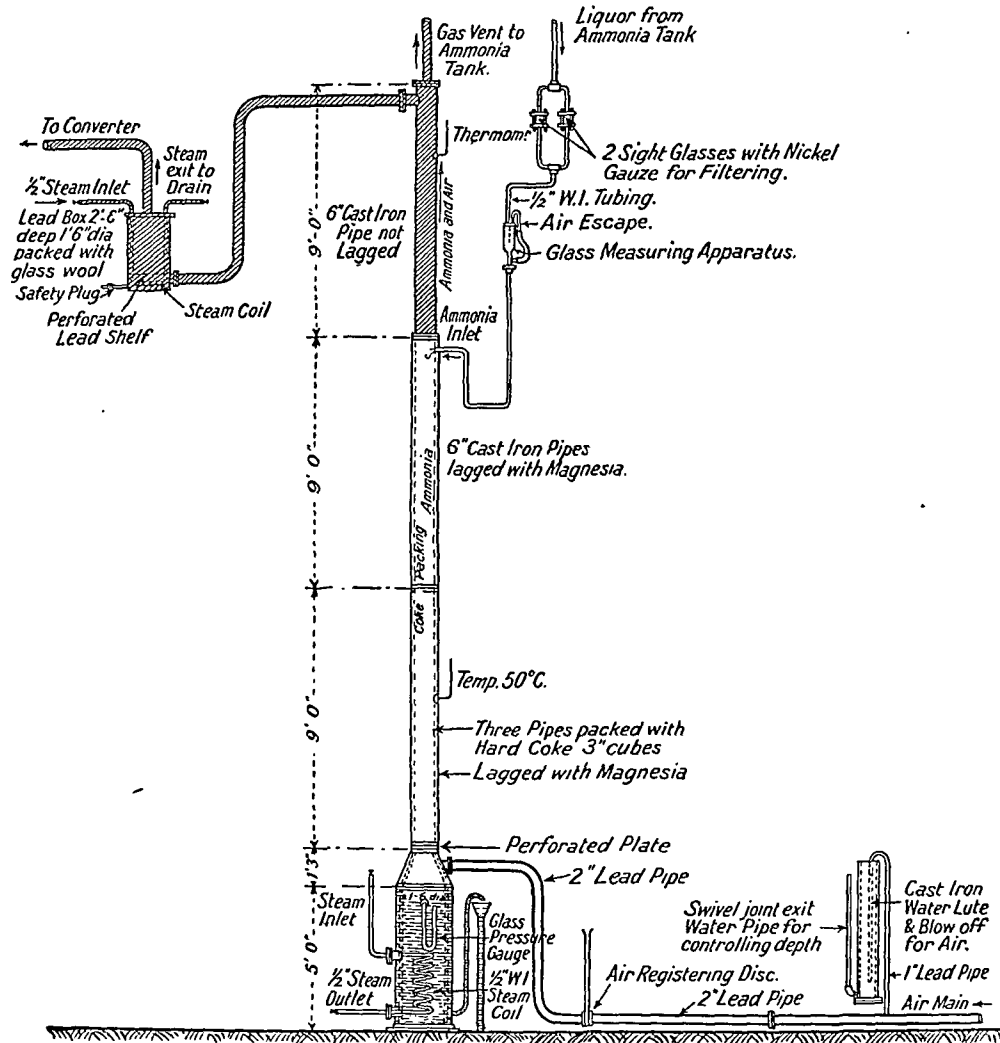 Gas Vent to
Ammonia
Tank.
Liquor from
Ammonia Tank
To Converter
Steam
exit to
Drain
Thermomr
2 Sight Glasses with Nickel
Gauze for Filtering.
½" Steam Inlet
½" W.I. Tubing.
Lead Box 2'-6"
deep 1'6" dia
packed with
glass wool
6" Cast Iron
Pipe not
Lagged
9'-0"
Ammonia and Air
Air Escape.
Glass Measuring Apparatus.
Safety Plug
Steam Coil
Perforated
Lead Shelf
Ammonia
Inlet
9' 0"
6" Cast Iron Pipes
lagged with Magnesia.
Coke Packing Ammonia
9' 0"
Temp. 50°C.
Three Pipes packed with
Hard Coke 3" cubes
Lagged with Magnesia
Perforated Plate
1'3"
2" Lead Pipe
Steam
Inlet
1'6 dia
Glass
Pressure
Gauge
5' 0"
½" Steam
Outlet
½" W I
Steam
Coil
Swivel joint exit
Water Pipe for
controlling depth
Cast Iron
Water Lute
& Blow off
for Air.
1" Lead Pipe
Air Registering Disc.
2" Lead Pipe
Air Main